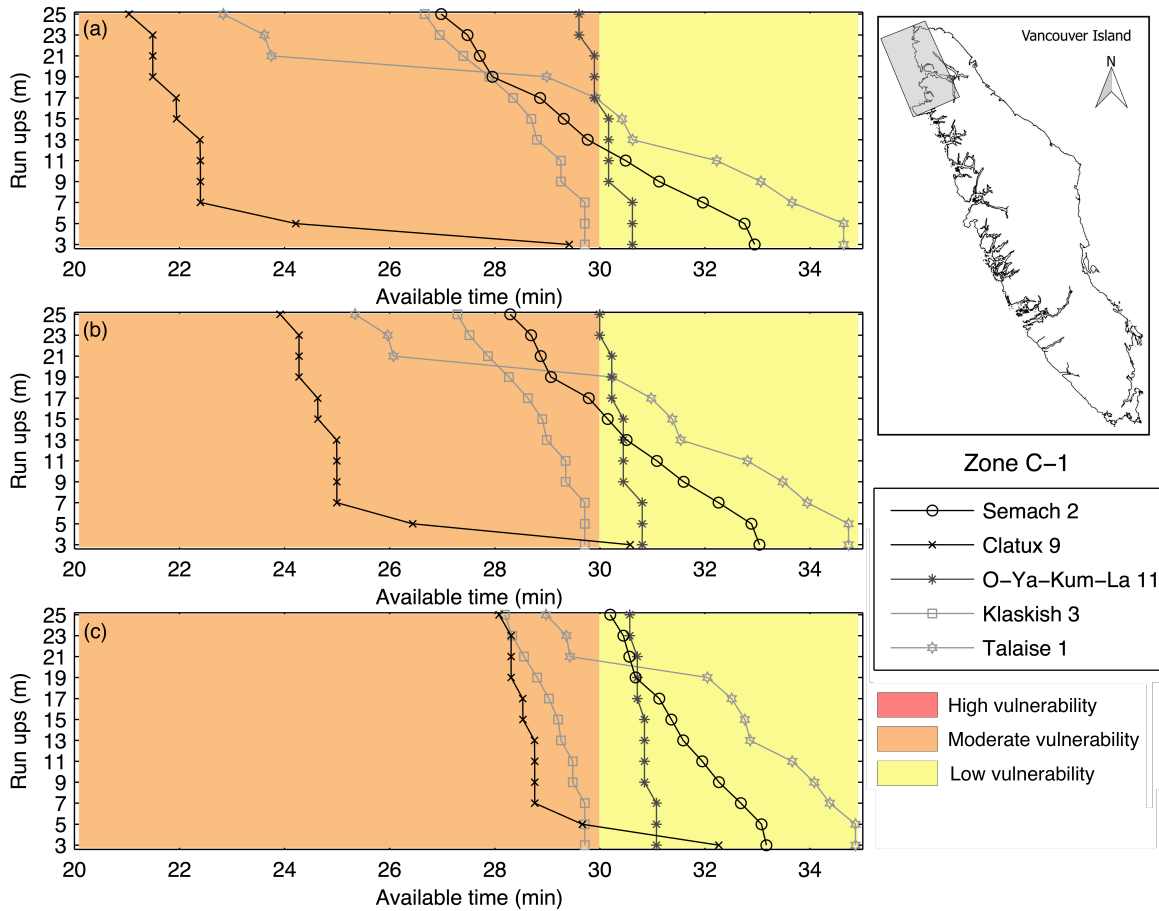 (a)
Run ups (m)
25
23
21
19
17
15
13
11
9
7
5
3
20 22 24 26 28 30 32 34
Available time (min)
(b)
Run ups (m)
25
23
21
19
17
15
13
11
9
7
5
3
20 22 24 26 28 30 32 34
Available time (min)
(c)
Run ups (m)
25
23
21
19
17
15
13
11
9
7
5
3
20 22 24 26 28 30 32 34
Available time (min)
Vancouver Island
N
Zone C-1
Semach 2
Clatux 9
O-Ya-Kum-La 11
Klaskish 3
Talaise 1
High vulnerability
Moderate vulnerability
Low vulnerability